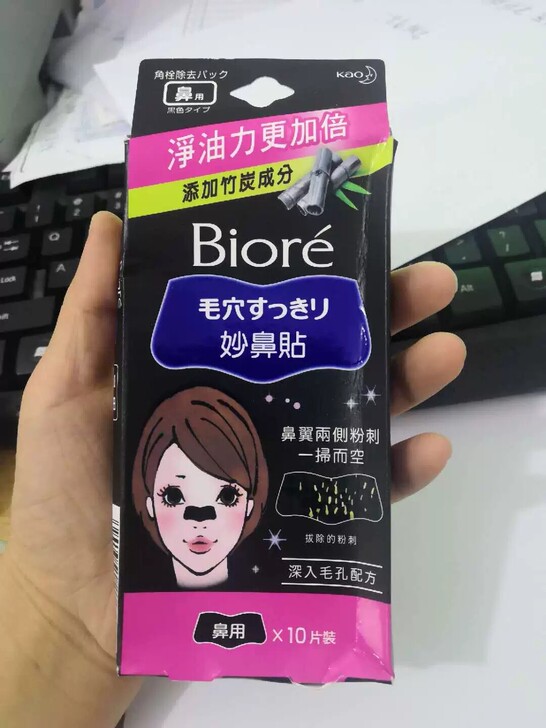 角栓除去パック
鼻用
黒色タイプ
Kao
淨油力更加倍
添加竹炭成分
Bioré
毛穴すっきり
妙鼻貼
鼻翼兩側粉刺
一掃而空
拔除的粉刺
深入毛孔配方
鼻用 x10片裝
Q
A
Alt